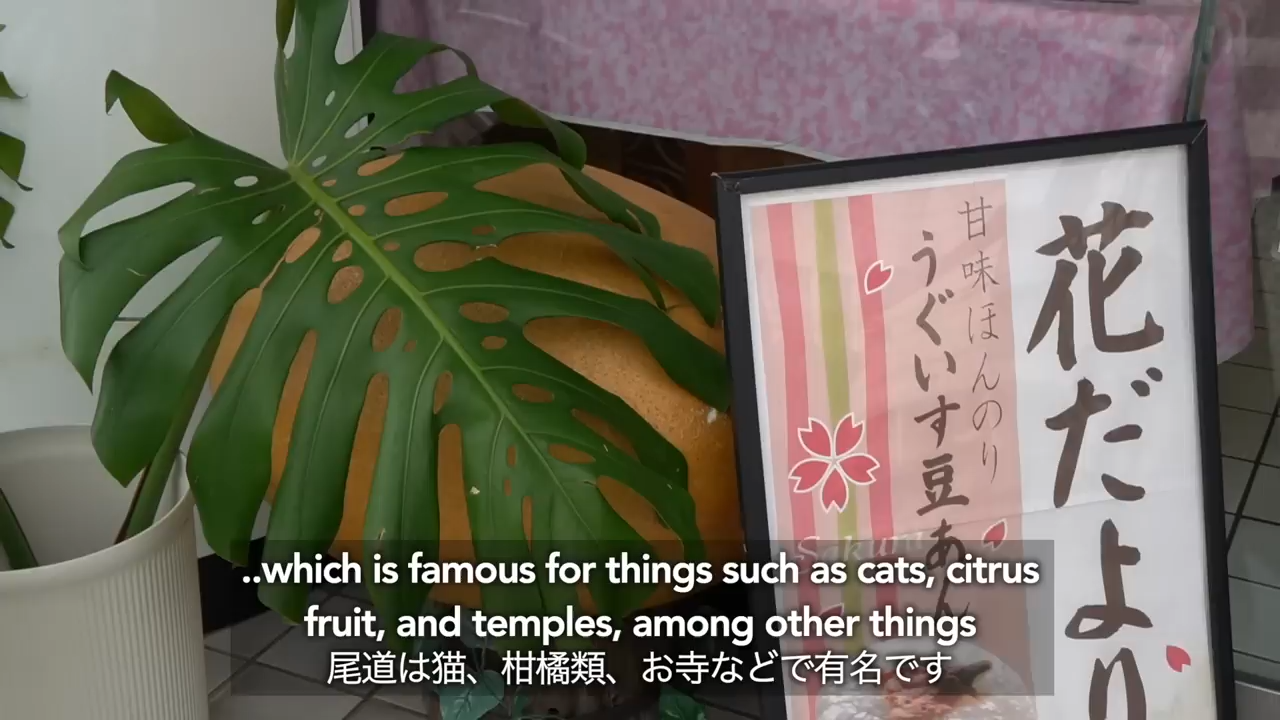 花だより
甘味ほんのり
うぐいす豆あん
Sakura
..which is famous for things such as cats, citrus
fruit, and temples, among other things
尾道は猫、柑橘類、お寺などで有名です